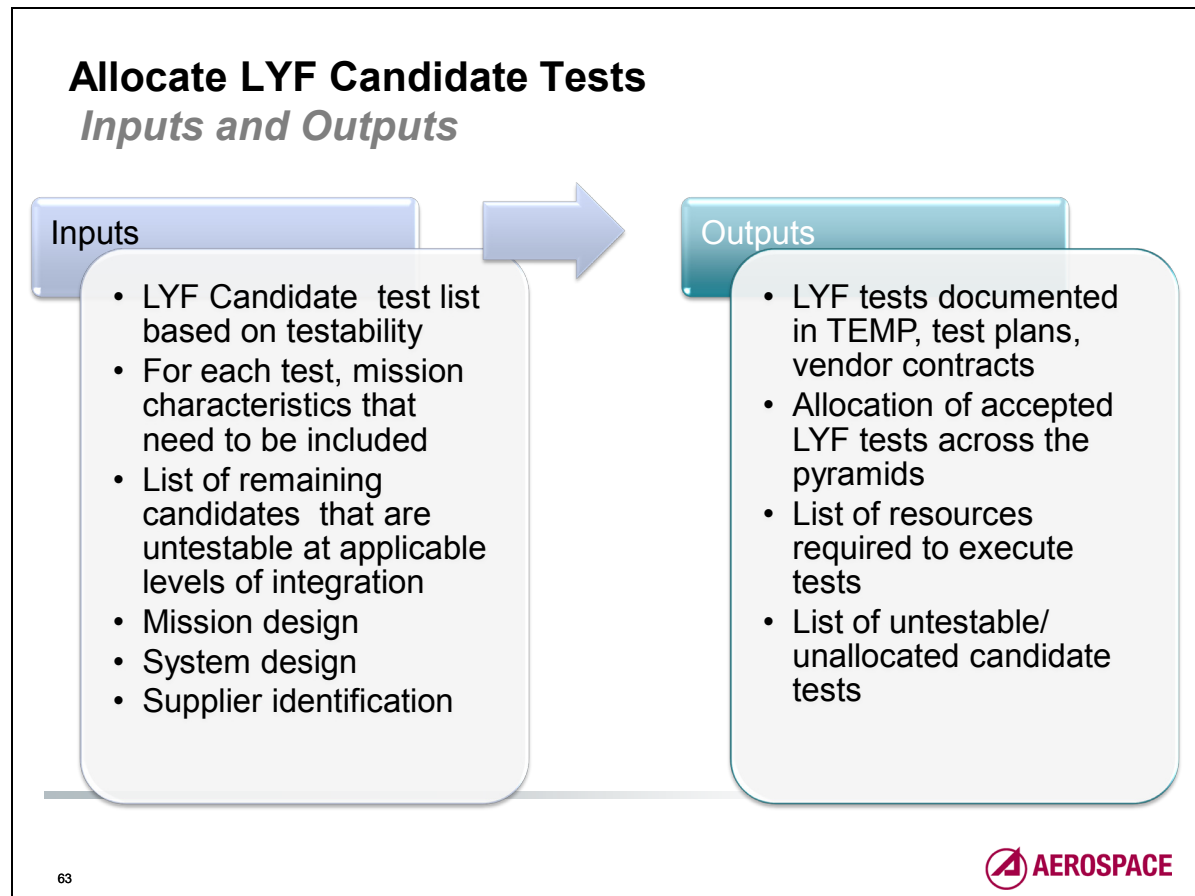 Allocate LYF Candidate Tests
Inputs and Outputs
Inputs
• LYF Candidate test list
based on testability
• For each test, mission
characteristics that
need to be included
• List of remaining
candidates that are
untestable at applicable
levels of integration
• Mission design
• System design
• Supplier identification
Outputs
• LYF tests documented
in TEMP, test plans,
vendor contracts
• Allocation of accepted
LYF tests across the
pyramids
• List of resources
required to execute
tests
• List of untestable/
unallocated candidate
tests
63
AEROSPACE